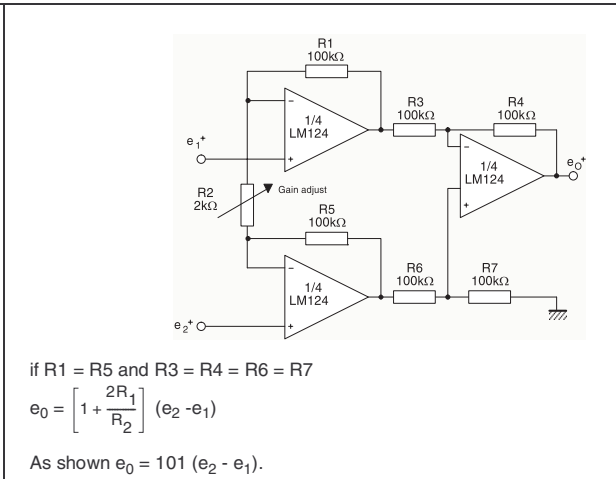 R1
100kΩ
R3
100kΩ
R4
100kΩ
1/4
LM124
e1+
1/4
LM124
eO+
R2
2kΩ
Gain adjust
R5
100kΩ
R6
100kΩ
R7
100kΩ
1/4
LM124
e2+
if R1 = R5 and R3 = R4 = R6 = R7
e0 = [1 + 2R1/R2] (e2 -e1)
As shown e0 = 101 (e2 - e1).